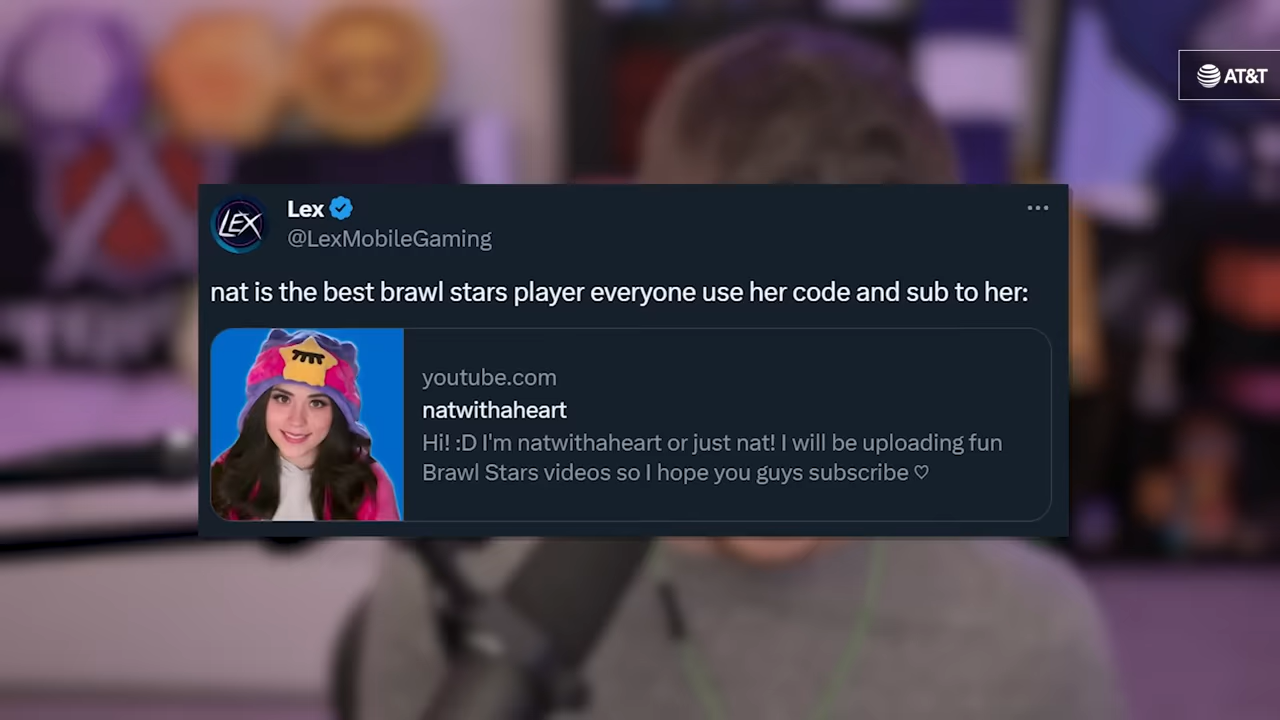 AT&T
LEX
Lex
@LexMobileGaming
nat is the best brawl stars player everyone use her code and sub to her:
youtube.com
natwithaheart
Hi! :D I'm natwithaheart or just nat! I will be uploading fun
Brawl Stars videos so I hope you guys subscribe ♡